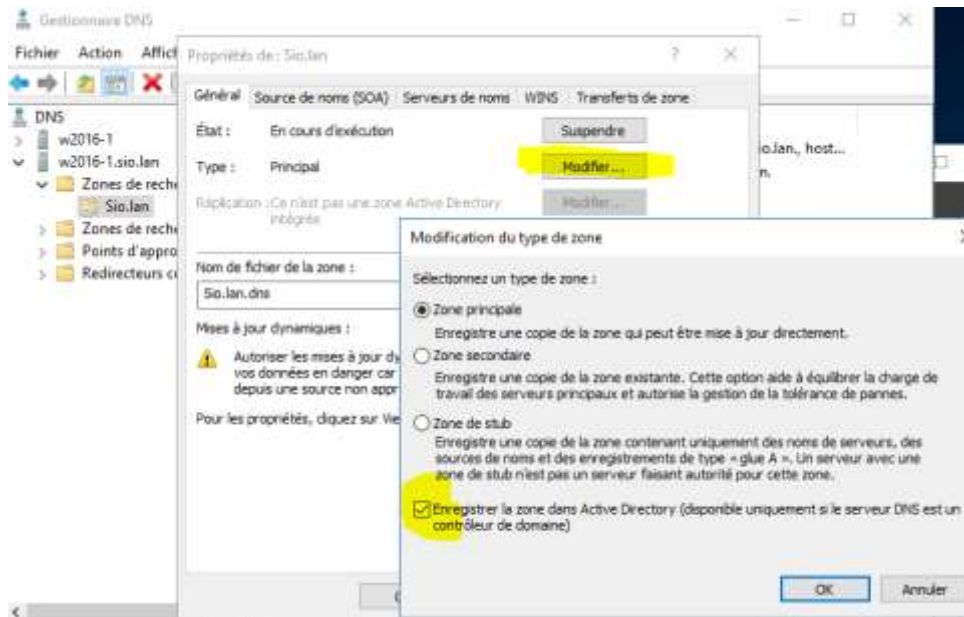 Gestionnaire DNS
Fichier Action Affich
DNS
w2016-1
w2016-1.sio.lan
Zones de reche
Sio.lan
Zones de reche
Points d'appro
Redirecteurs co
Propriétés de : Sio.lan
? ×
Général Source de noms (SOA) Serveurs de noms WINS Transferts de zone
État : En cours d'exécution Suspendre
Type : Principal Modifier...
Réplication : Ce n'est pas une zone Active Directory Modifier...
intégrée
Nom de fichier de la zone :
Sio.lan.dns
Mises à jour dynamiques :
Autoriser les mises à jour dy
vos données en danger car
depuis une source non appr
Pour les propriétés, cliquez sur Vie
io.lan., host...
n.
Modification du type de zone
Sélectionnez un type de zone :
Zone principale
Enregistre une copie de la zone qui peut être mise à jour directement.
Zone secondaire
Enregistre une copie de la zone existante. Cette option aide à équilibrer la charge de
travail des serveurs principaux et autorise la gestion de la tolérance de pannes.
Zone de stub
Enregistre une copie de la zone contenant uniquement des noms de serveurs, des
sources de noms et des enregistrements de type « glue A ». Un serveur avec une
zone de stub n'est pas un serveur faisant autorité pour cette zone.
Enregistrer la zone dans Active Directory (disponible uniquement si le serveur DNS est un
contrôleur de domaine)
OK Annuler